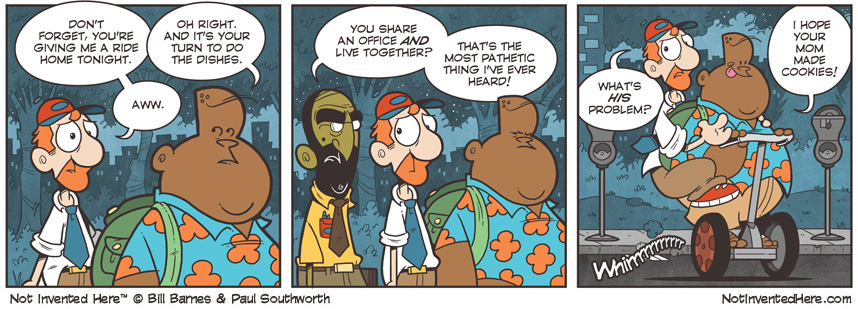 DON'T
FORGET, YOU'RE
GIVING ME A RIDE
HOME TONIGHT.
OH RIGHT.
AND IT'S YOUR
TURN TO DO
THE DISHES.
AWW.
YOU SHARE
AN OFFICE AND
LIVE TOGETHER?
THAT'S THE
MOST PATHETIC
THING I'VE EVER
HEARD!
WHAT'S
HIS
PROBLEM?
I HOPE
YOUR
MOM
MADE
COOKIES!
Not Invented Here™ © Bill Barnes & Paul Southworth
NotInventedHere.com